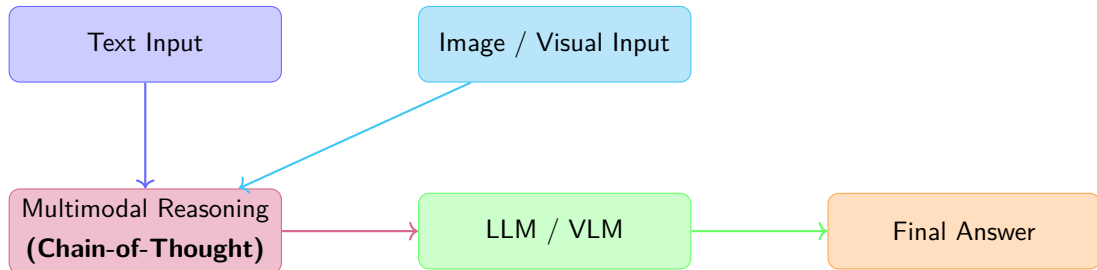 Text Input
Image / Visual Input
Multimodal Reasoning
(Chain-of-Thought)
LLM / VLM
Final Answer